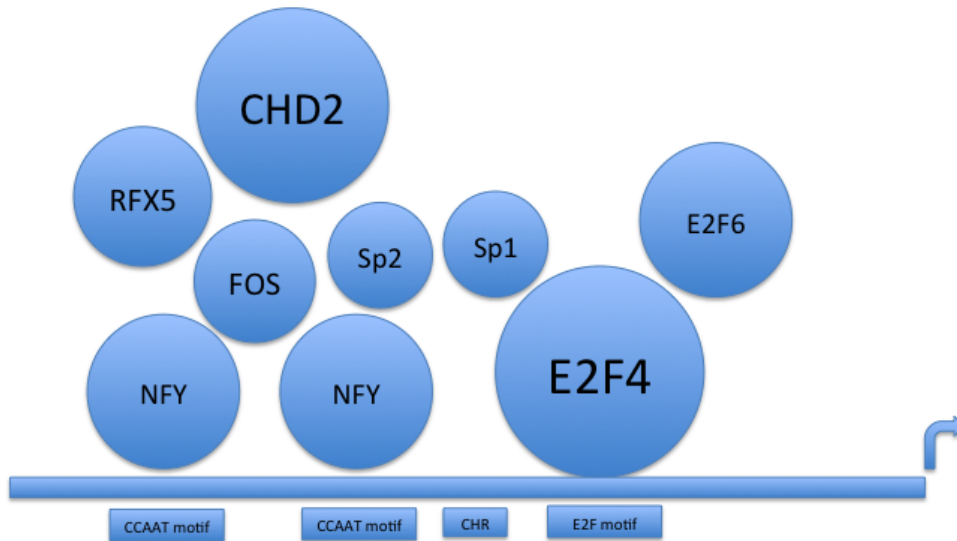 CHD2
RFX5
E2F6
Sp2
Sp1
FOS
E2F4
NFY
NFY
CCAAT motif
CCAAT motif
CHR
E2F motif